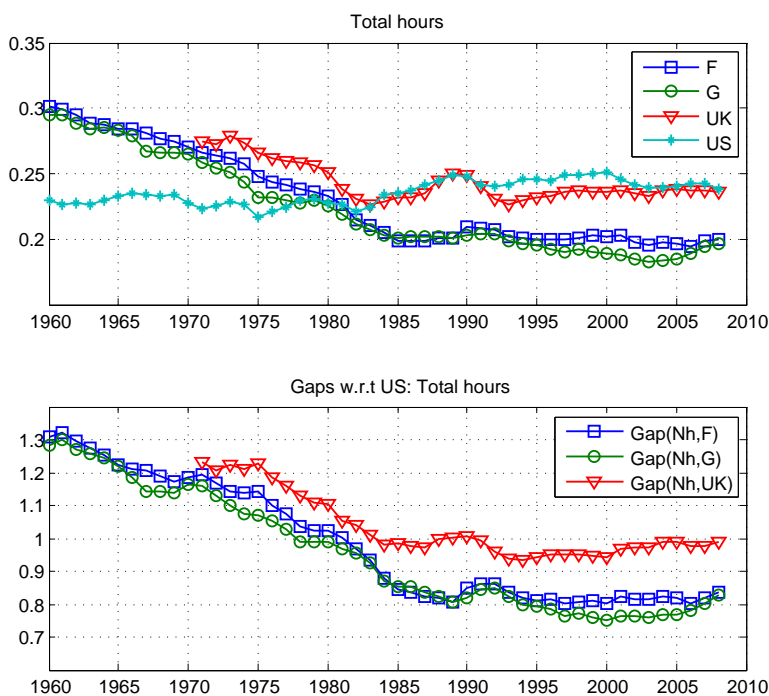 Total hours
0.35
0.3
0.25
0.2
F
G
UK
US
1960 1965 1970 1975 1980 1985 1990 1995 2000 2005 2010
Gaps w.r.t US: Total hours
1.3
1.2
1.1
1
0.9
0.8
0.7
Gap(Nh,F)
Gap(Nh,G)
Gap(Nh,UK)
1960 1965 1970 1975 1980 1985 1990 1995 2000 2005 2010